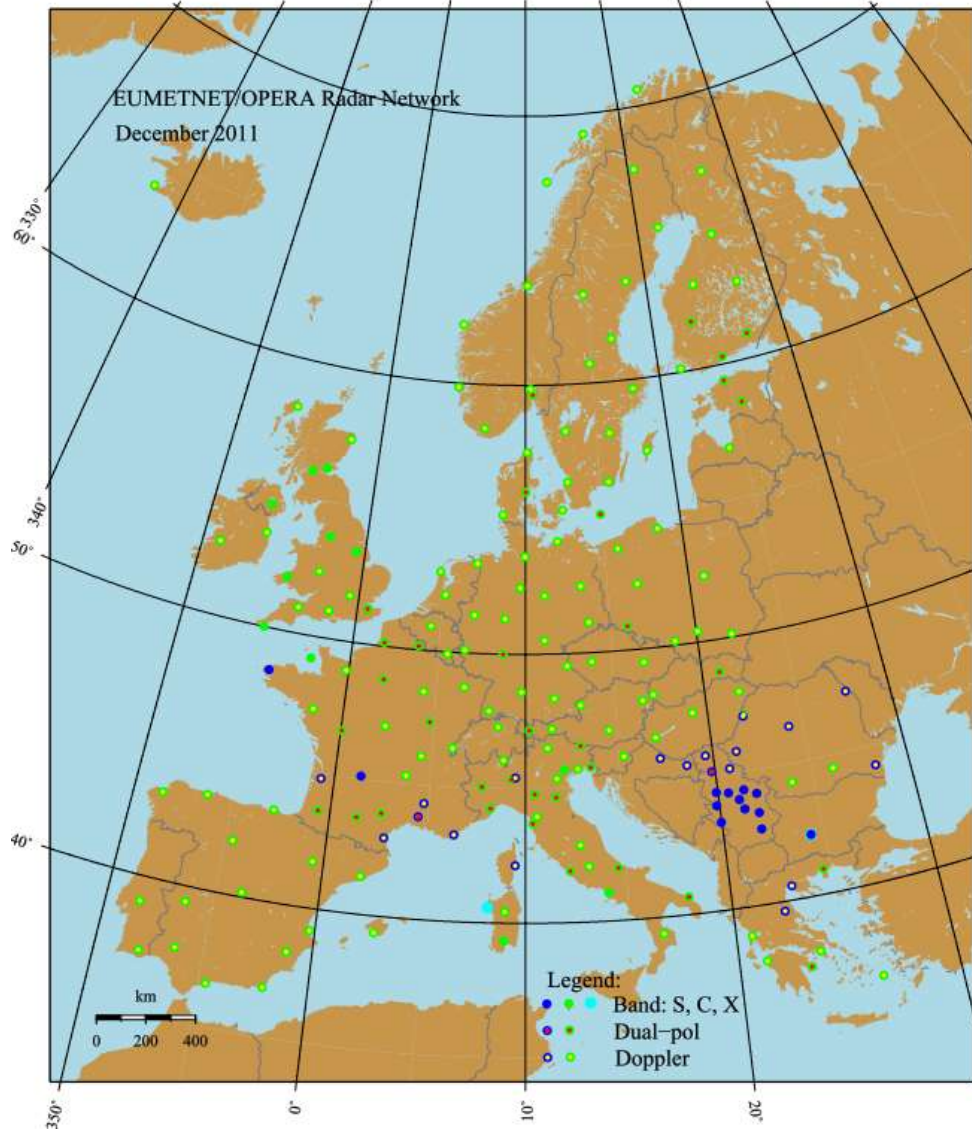 EUMETNET/OPERA Radar Network
December 2011
330°
60°
340°
50°
40°
km
0 200 400
Legend:
Band: S, C, X
Dual-pol
Doppler
350°
0°
10°
20°